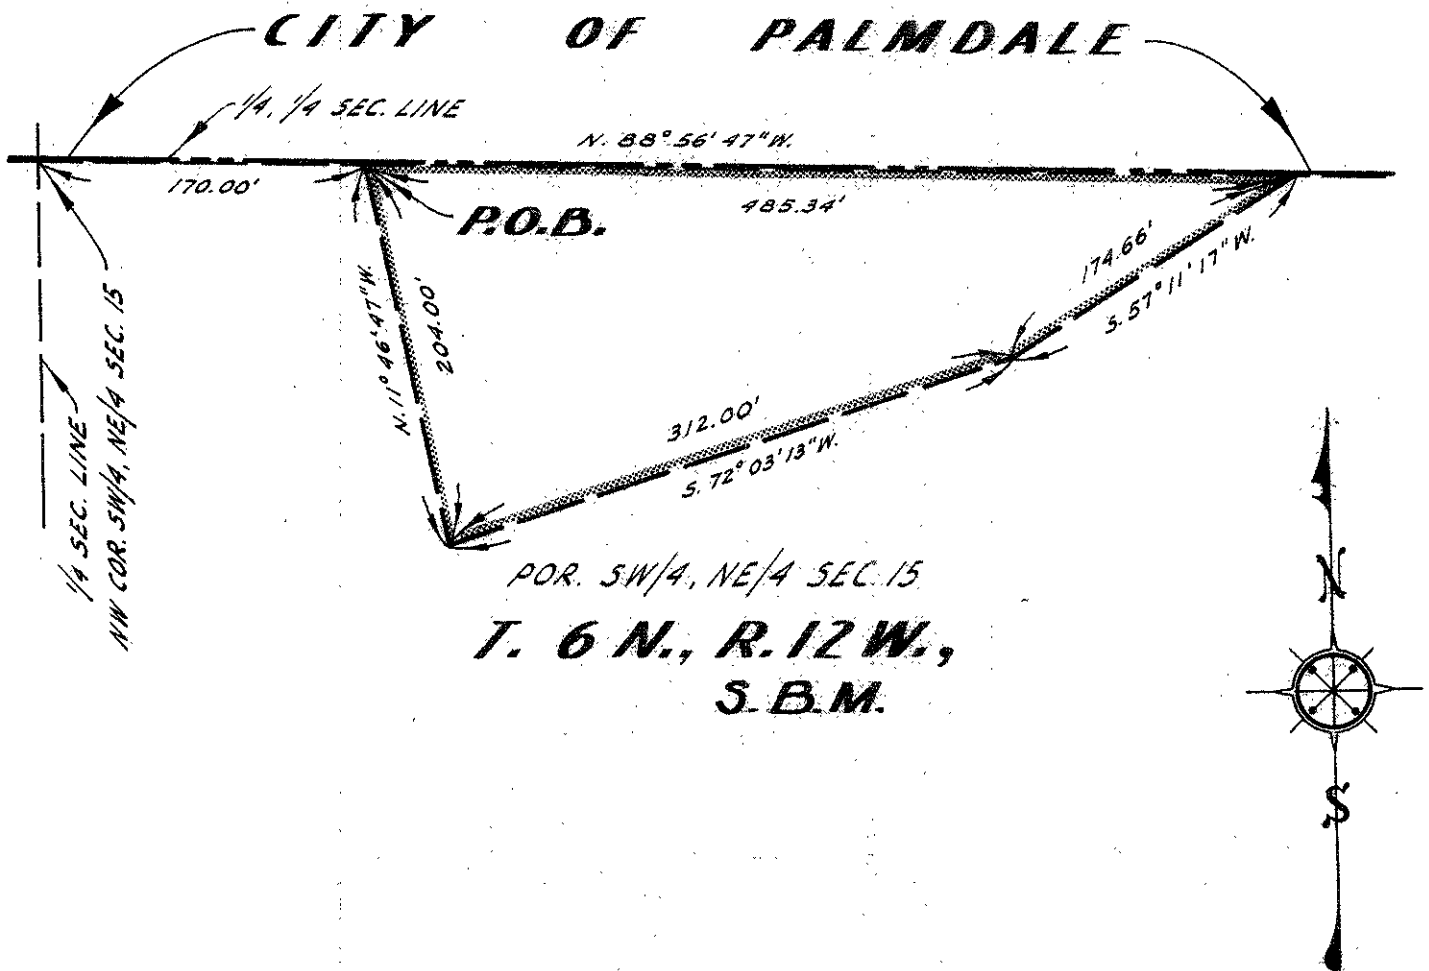 CITY OF PALMDALE
1/4, 1/4 SEC. LINE
N. 88° 56' 47" W.
170.00'
485.34'
P.O.B.
174.66'
S. 57° 11' 17" W.
N. 11° 46' 47" W.
204.00'
312.00'
S. 72° 03' 13" W.
1/4 SEC. LINE
NW COR. SW/4, NE/4 SEC. 15
POR. SW/4, NE/4 SEC. 15
T. 6 N., R. 12 W.,
S.B.M.
N
S